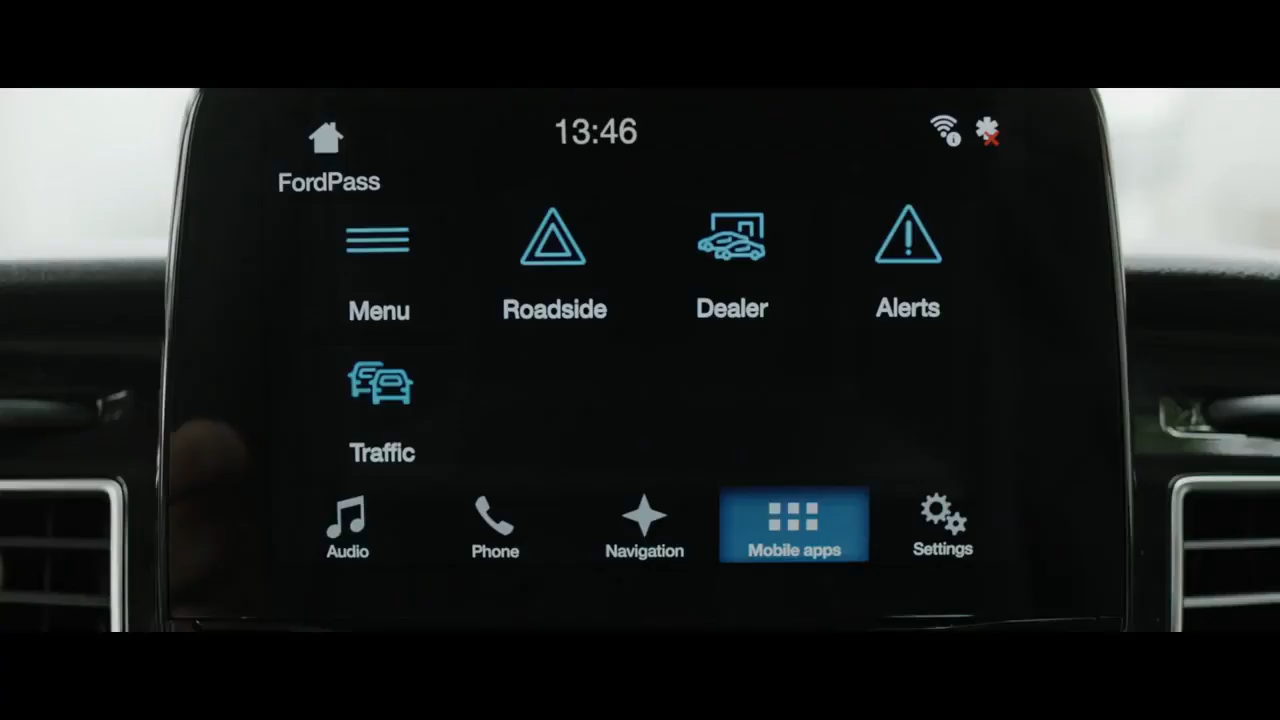 13:46
FordPass
Menu
Roadside
Dealer
Alerts
Traffic
Audio
Phone
Navigation
Mobile apps
Settings